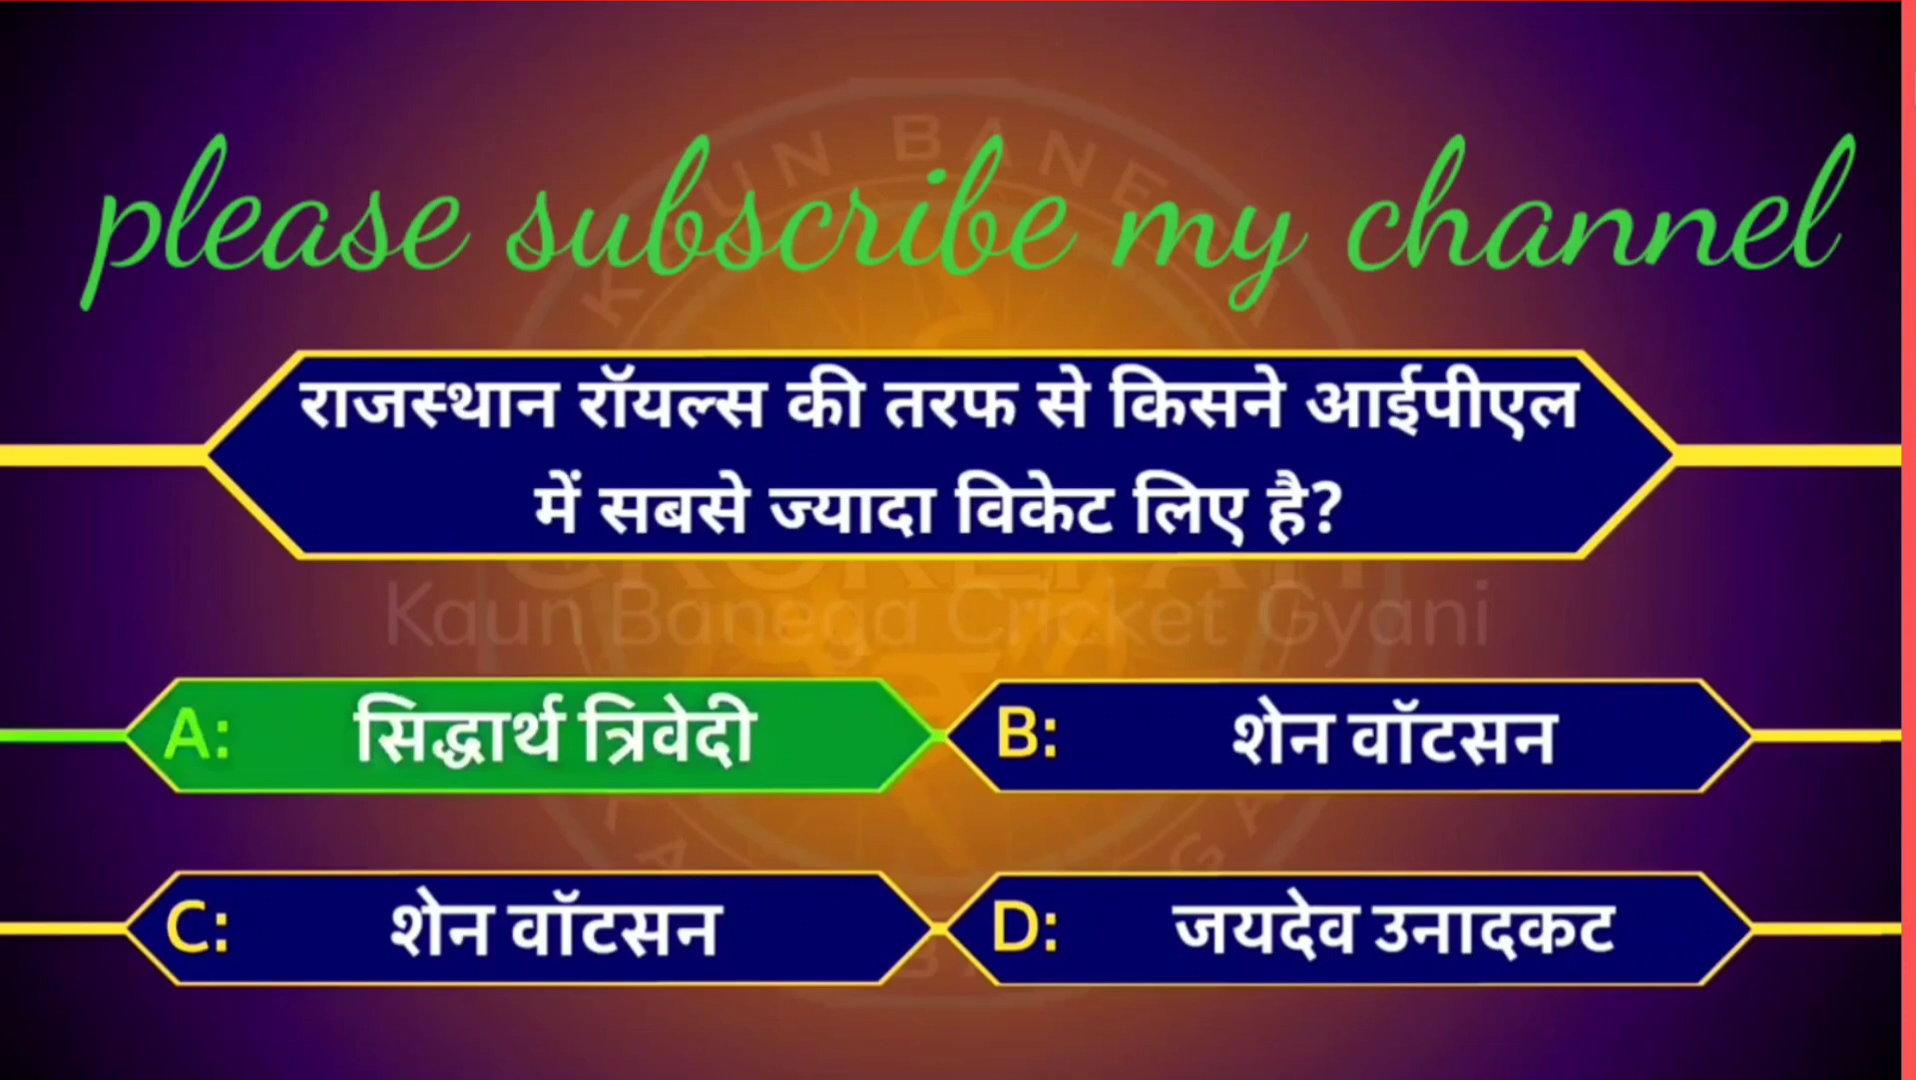 please subscribe my channel
राजस्थान रॉयल्स की तरफ से किसने आईपीएल
में सबसे ज्यादा विकेट लिए है?
Kaun Banega Cricket Gyani
A: सिद्धार्थ त्रिवेदी
B: शेन वॉटसन
C: शेन वॉटसन
D: जयदेव उनादकट